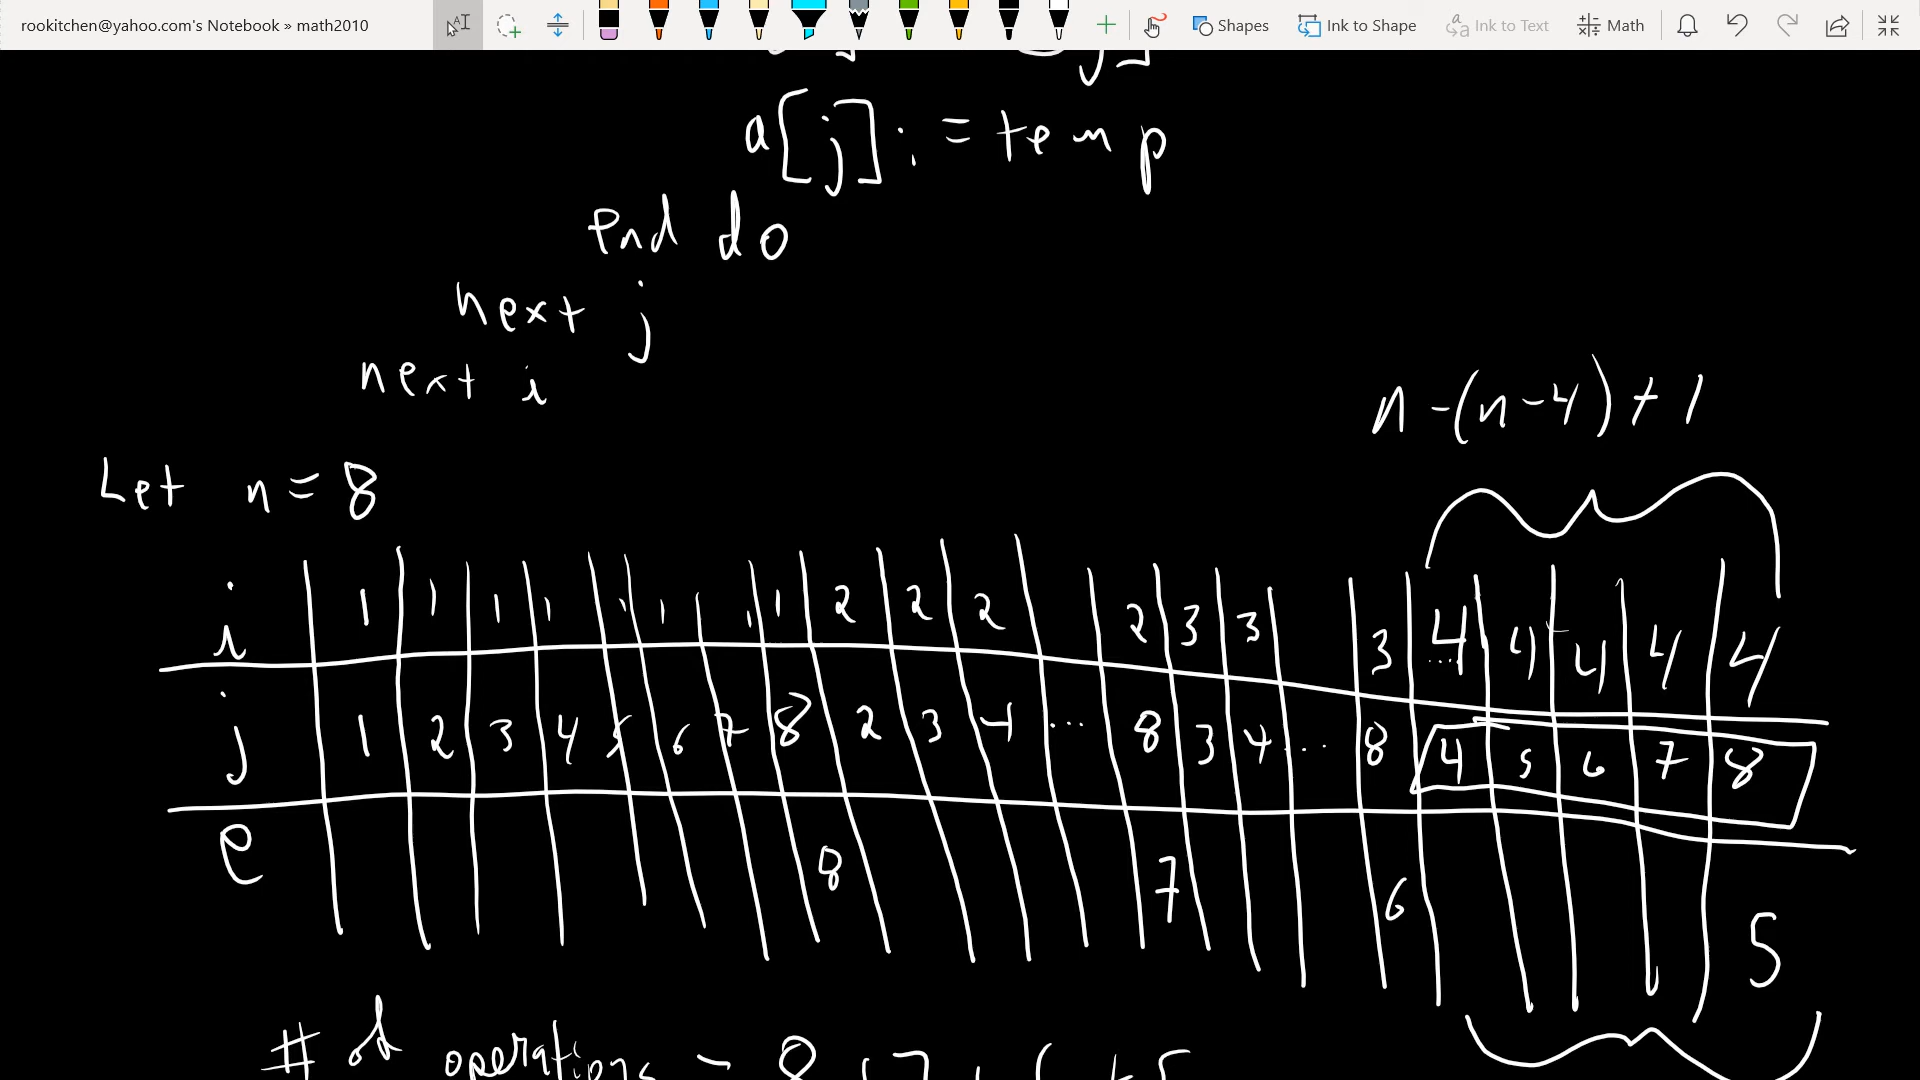 rookitchen@yahoo.com's Notebook » math2010
Shapes
Ink to Shape
Ink to Text
Math
a[j] := temp
end do
next j
next i
n-(n-4)+1
Let n = 8
i 1 1 1 1 1 1 1 1 2 2 2 2 3 3 3 4 4 4 4 4
j 1 2 3 4 5 6 7 8 2 3 4 ... 8 3 4 ... 8 4 5 6 7 8
e 8 7 6 5
# of operations = 8+7+6+5